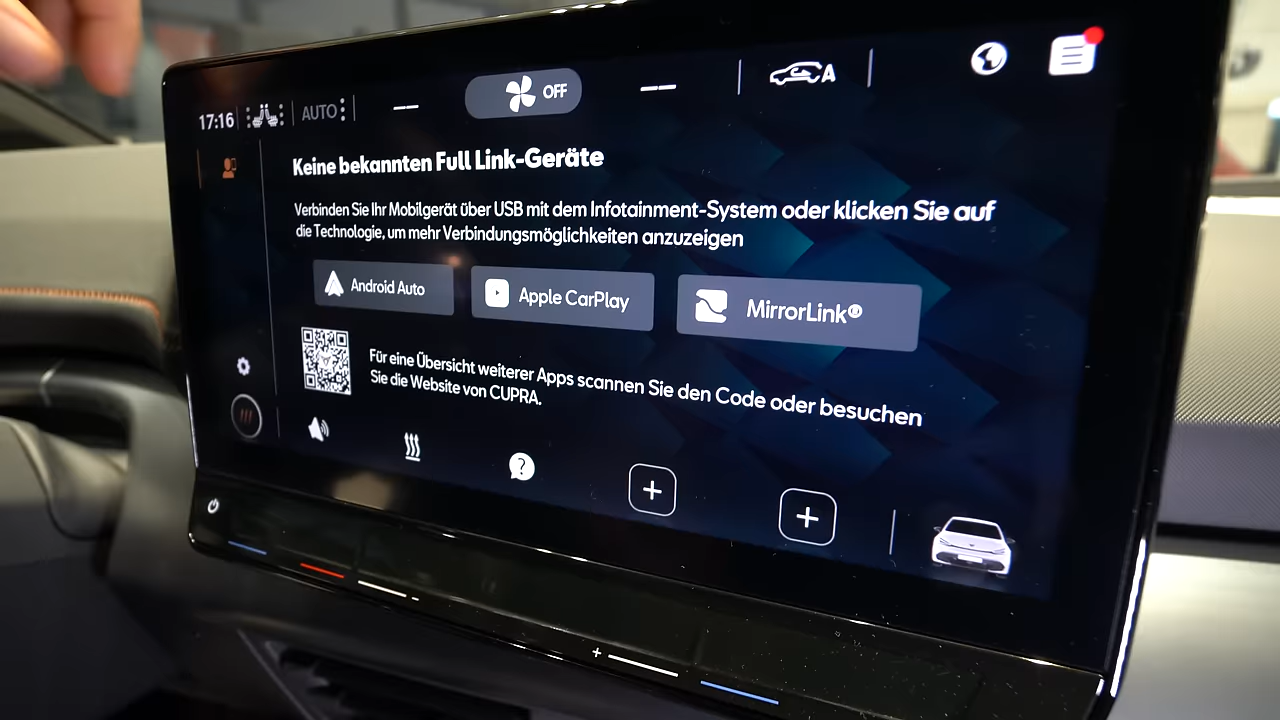 17:16
AUTO
OFF
A
Keine bekannten Full Link-Geräte
Verbinden Sie Ihr Mobilgerät über USB mit dem Infotainment-System oder klicken Sie auf
die Technologie, um mehr Verbindungsmöglichkeiten anzuzeigen
Android Auto
Apple CarPlay
MirrorLink®
Für eine Übersicht weiterer Apps scannen Sie den Code oder besuchen
Sie die Website von CUPRA.